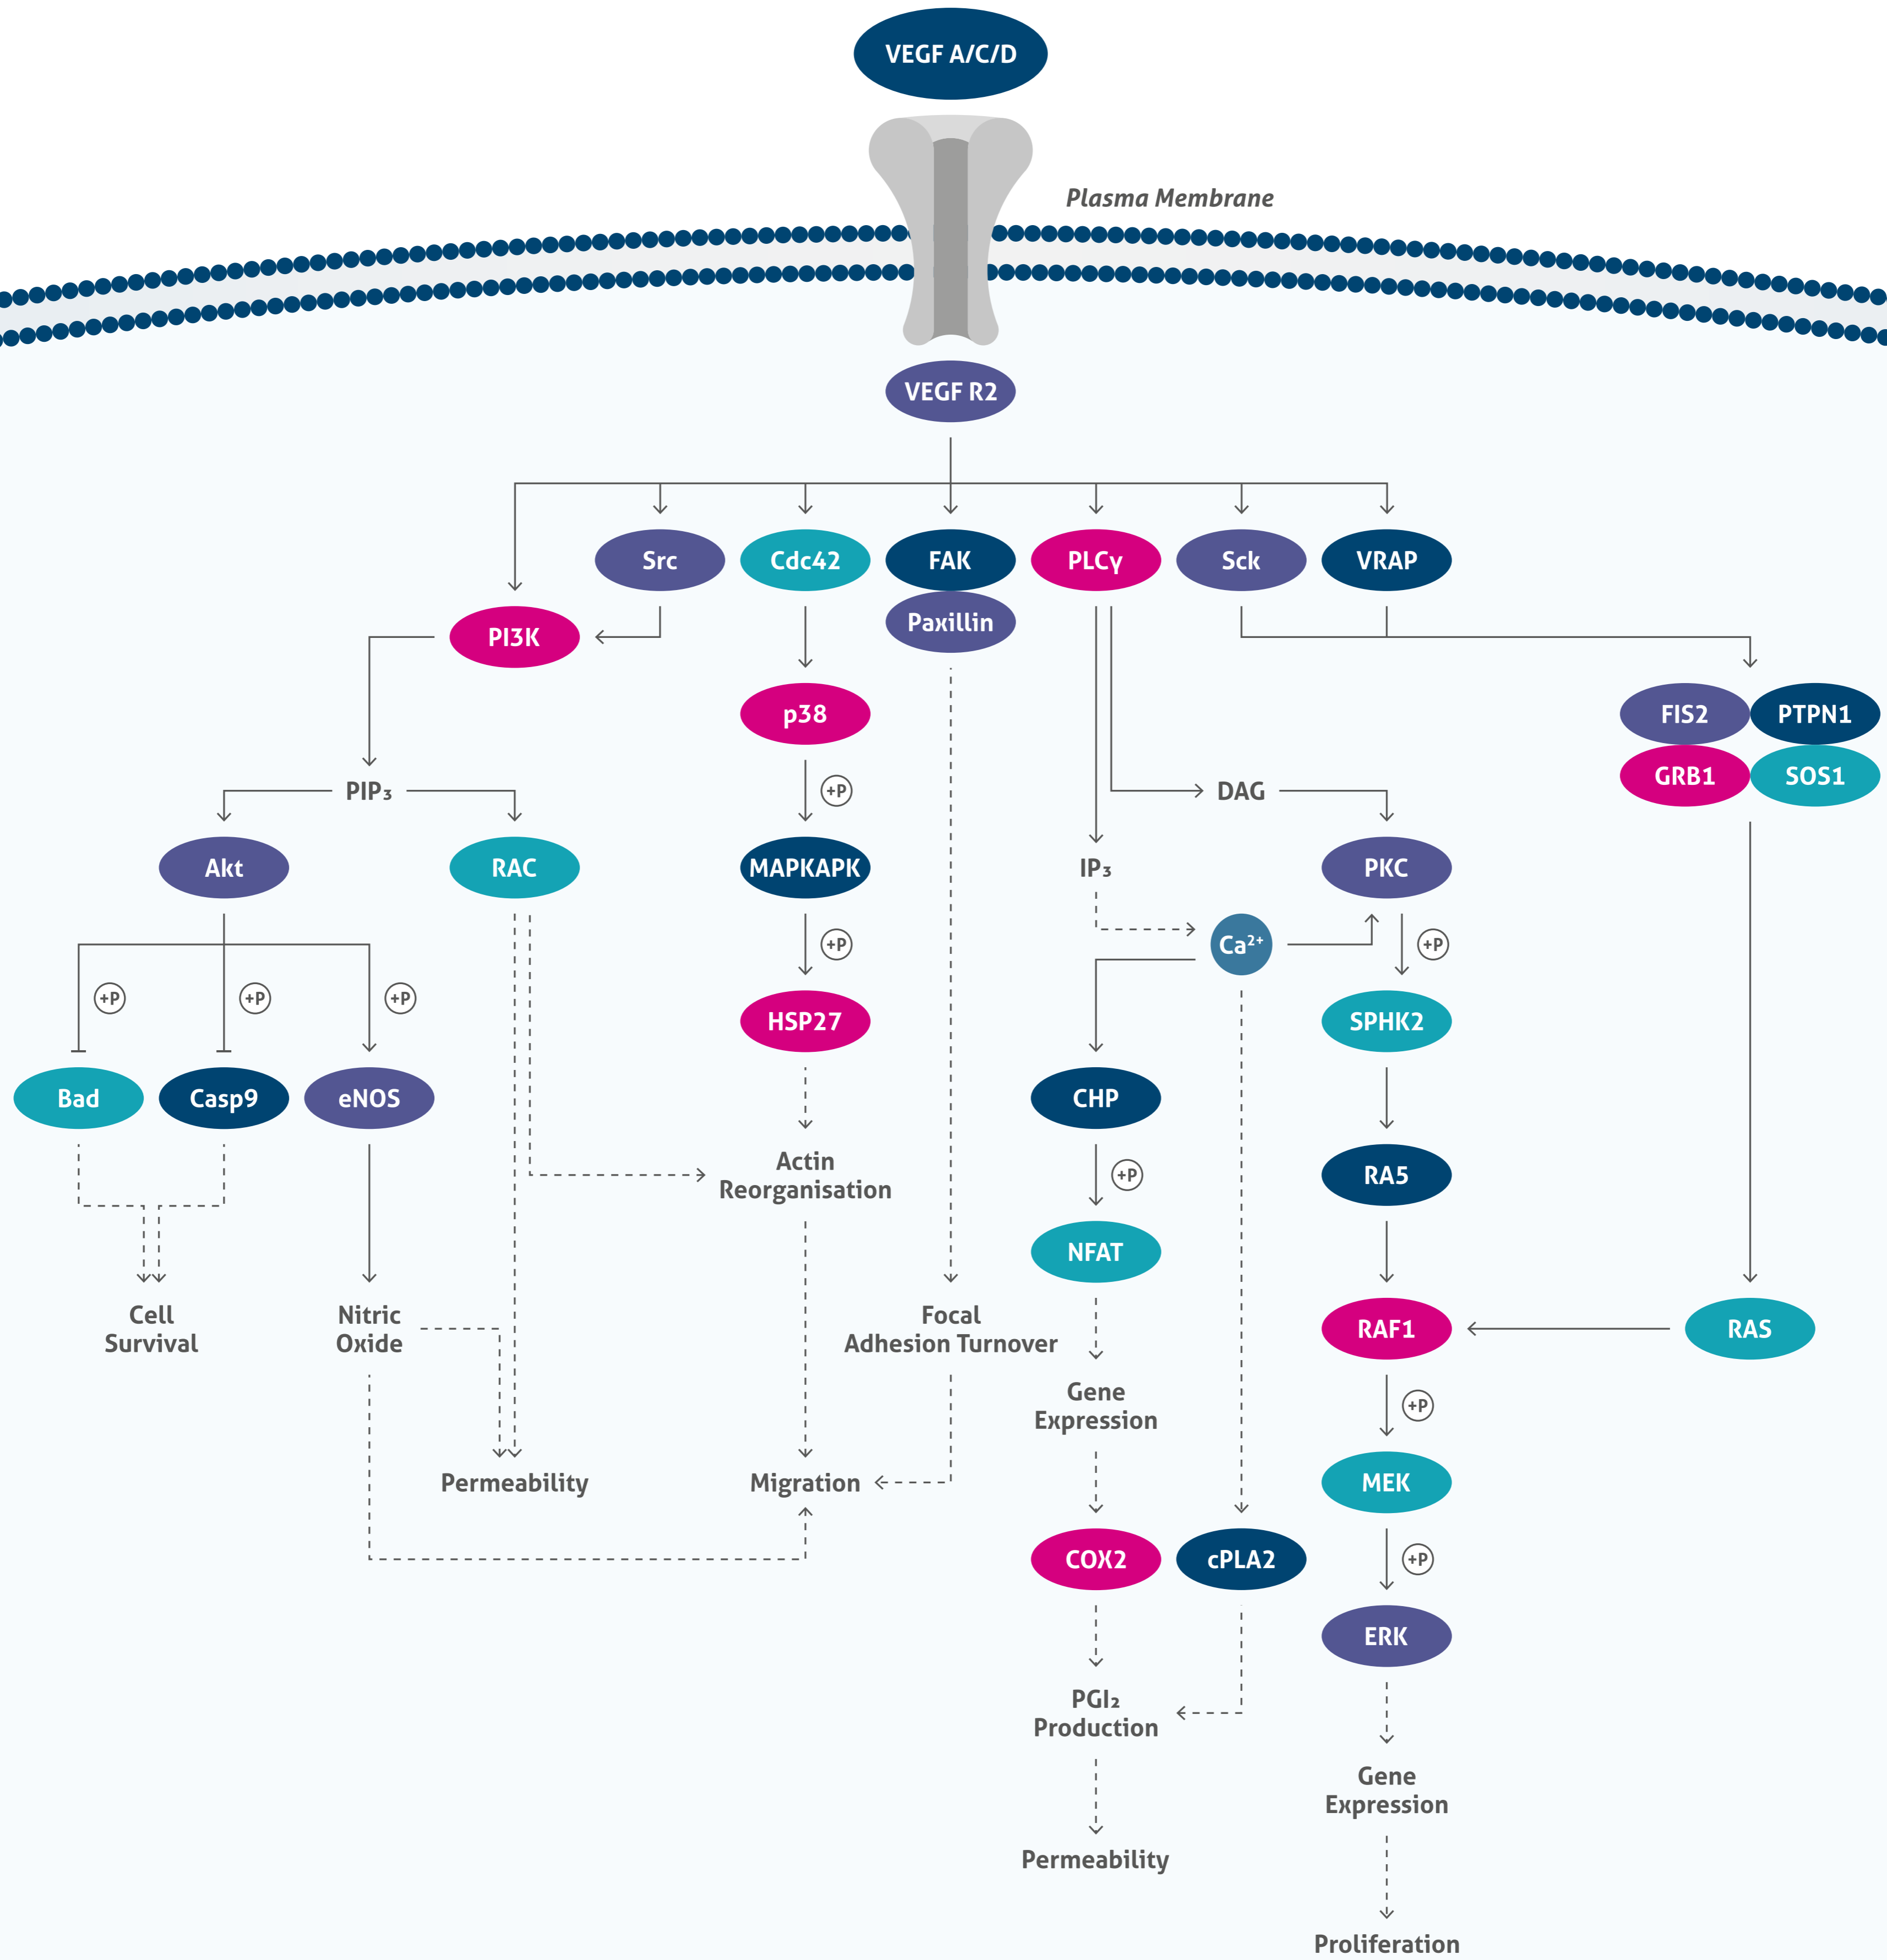 VEGF A/C/D
Plasma Membrane
VEGF R2
Src
Cdc42
FAK
PLCγ
Sck
VRAP
Paxillin
PI3K
p38
FIS2
PTPN1
GRB1
SOS1
PIP₃
+P
DAG
Akt
RAC
MAPKAPK
IP₃
PKC
+P
Ca²⁺
+P
+P
+P
+P
HSP27
SPHK2
Bad
Casp9
eNOS
CHP
Actin
Reorganisation
+P
RA5
NFAT
Cell
Survival
Nitric
Oxide
Focal
Adhesion Turnover
RAF1
RAS
Gene
Expression
+P
Permeability
Migration
MEK
COX2
cPLA2
+P
ERK
PGI₂
Production
Gene
Expression
Permeability
Proliferation